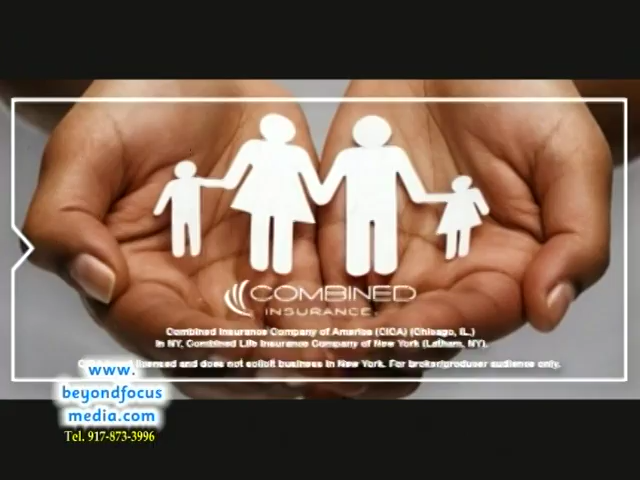 COMBINED
INSURANCE
Combined Insurance Company of America (CICA) (Chicago, IL.)
In NY, Combined Life Insurance Company of New York (Latham, NY).
licensed and does not solicit business in New York. For broker/producer audience only.
www.
beyondfocus
media.com
Tel. 917-873-3996